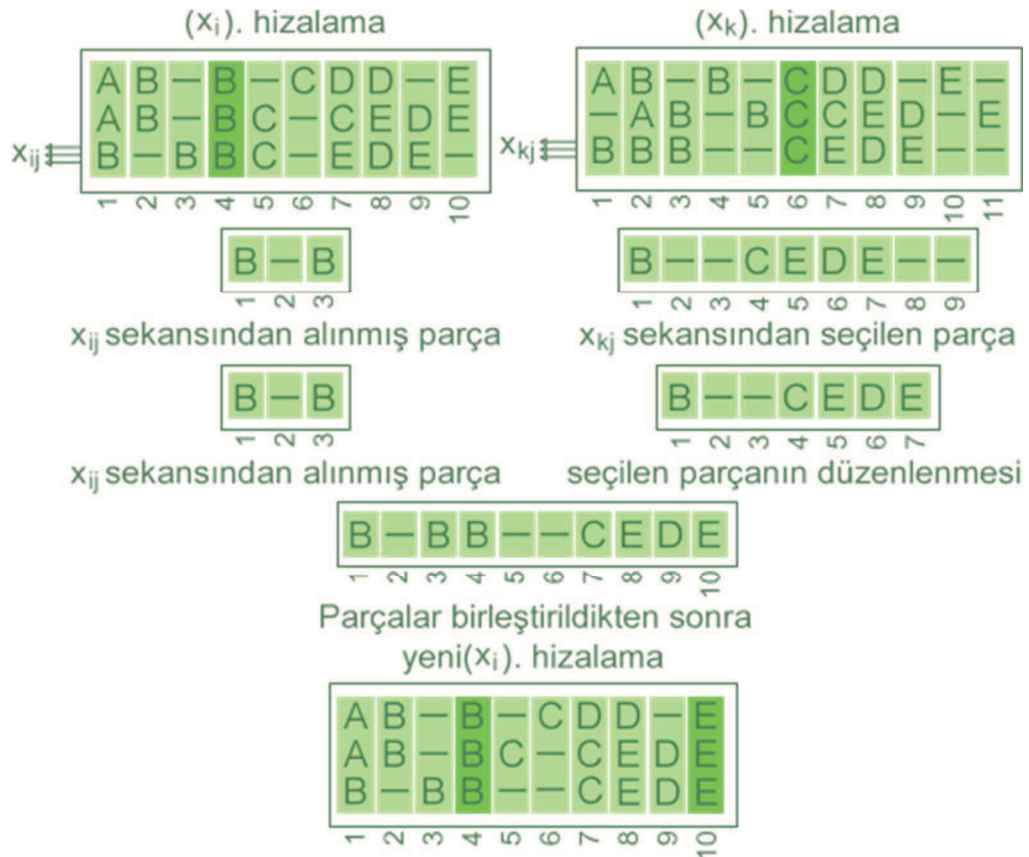 (xi). hizalama
A B — B — C D D — E
A B — B C — C E D E
xij B — B B C — E D E —
1 2 3 4 5 6 7 8 9 10
(xk). hizalama
A B — B — C D D — E —
— A B — B C C E D — E
xkj B B B — — C E D E — —
1 2 3 4 5 6 7 8 9 10 11
B — B
1 2 3
xij sekansından alınmış parça
B — — C E D E — —
1 2 3 4 5 6 7 8 9
xkj sekansından seçilen parça
B — B
1 2 3
xij sekansından alınmış parça
B — — C E D E
1 2 3 4 5 6 7
seçilen parçanın düzenlenmesi
B — B B — — C E D E
1 2 3 4 5 6 7 8 9 10
Parçalar birleştirildikten sonra
yeni(xi). hizalama
A B — B — C D D — E
A B — B C — C E D E
B — B B — — C E D E
1 2 3 4 5 6 7 8 9 10